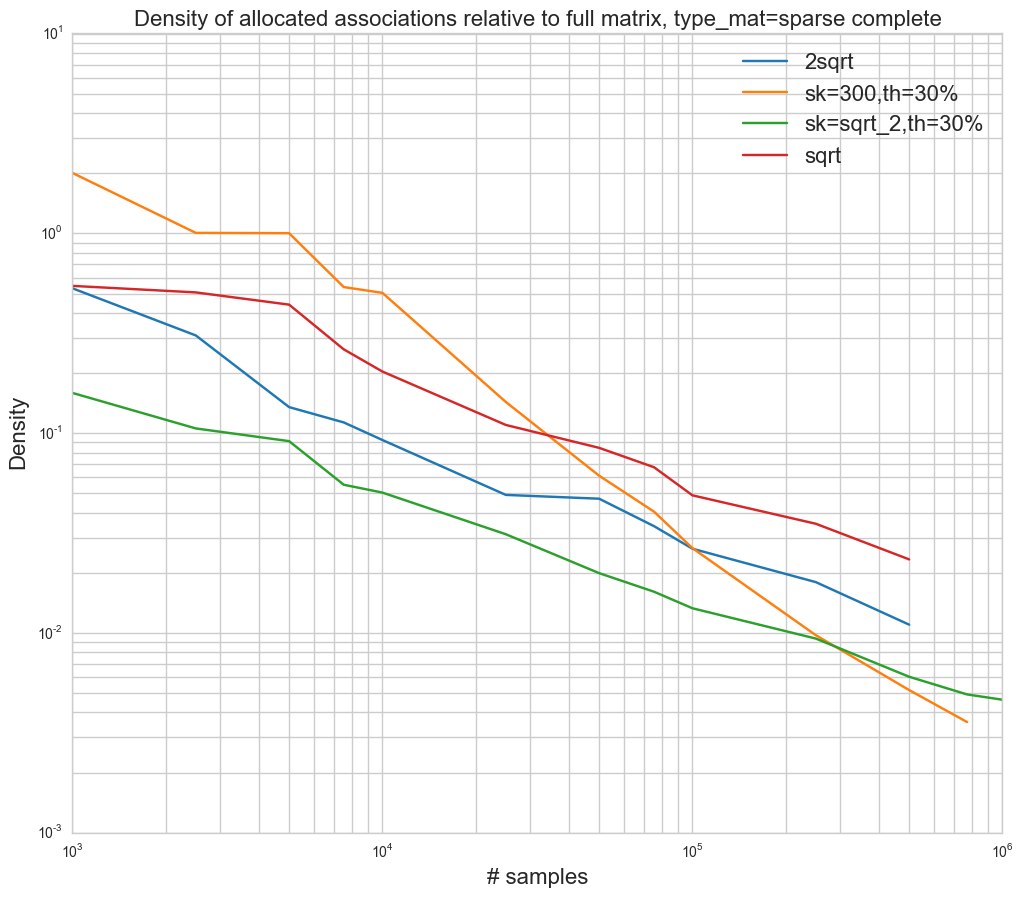 Density of allocated associations relative to full matrix, type_mat=sparse complete
10^1
2sqrt
sk=300,th=30%
sk=sqrt_2,th=30%
sqrt
10^0
10^-1
10^-2
10^-3
Density
10^3
10^4
10^5
10^6
# samples